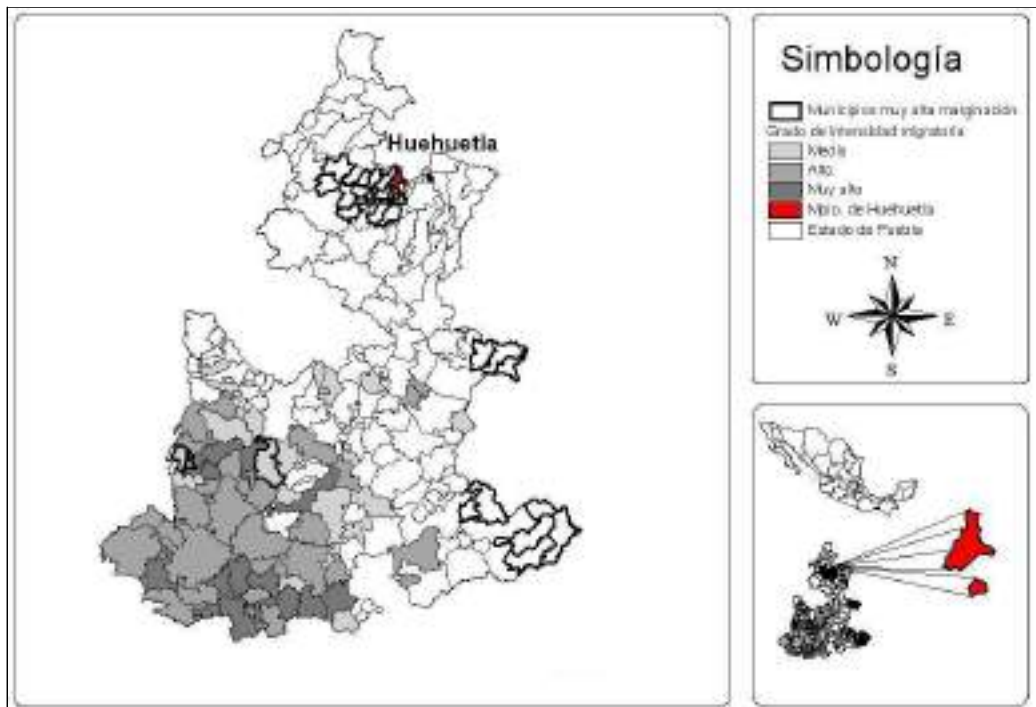 Huehuetla
Simbología
Municipios muy alta marginación
Grado de Intensidad migratoria
Medio
Alto
Muy alto
Mpio. de Huehuetla
Estado de Puebla
N
W E
S